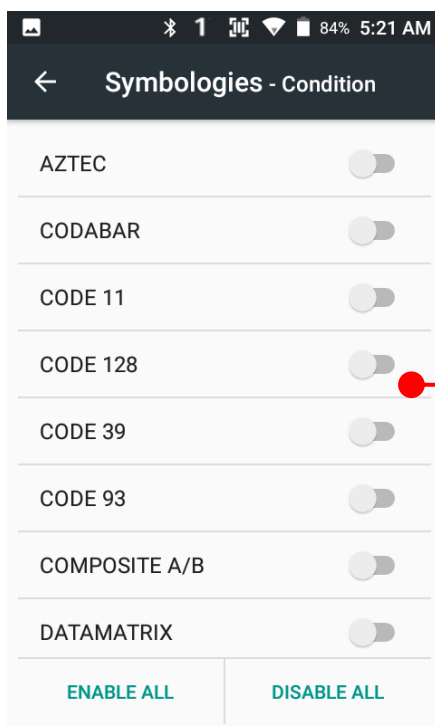 1 84% 5:21 AM
Symbologies - Condition
AZTEC
CODABAR
CODE 11
CODE 128
CODE 39
CODE 93
COMPOSITE A/B
DATAMATRIX
ENABLE ALL DISABLE ALL